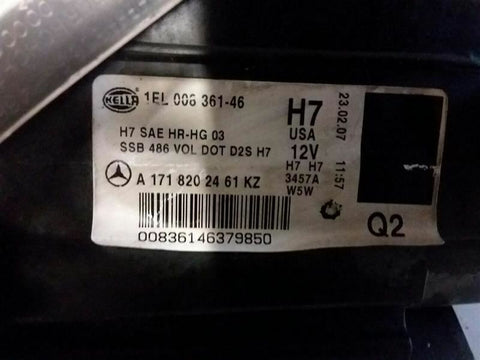 HELLA 1EL 008 361-46
H7 SAE HR-HG 03
SSB 486 VOL DOT D2S H7
A 171 820 24 61 KZ
00836146379850
H7
USA
12V
H7 H7
3457A
W5W
23.02.07 11:57
Q2